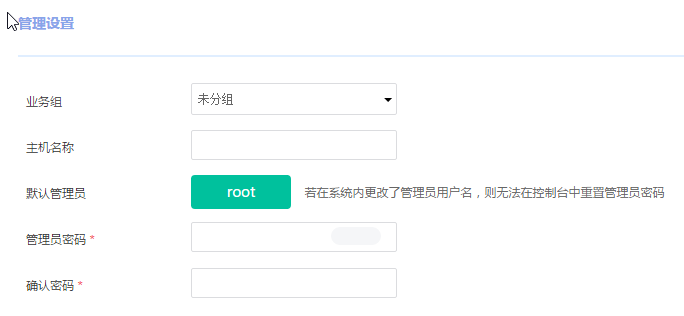 管理设置
业务组 未分组
主机名称
默认管理员 root 若在系统内更改了管理员用户名，则无法在控制台中重置管理员密码
管理员密码 *
确认密码 *